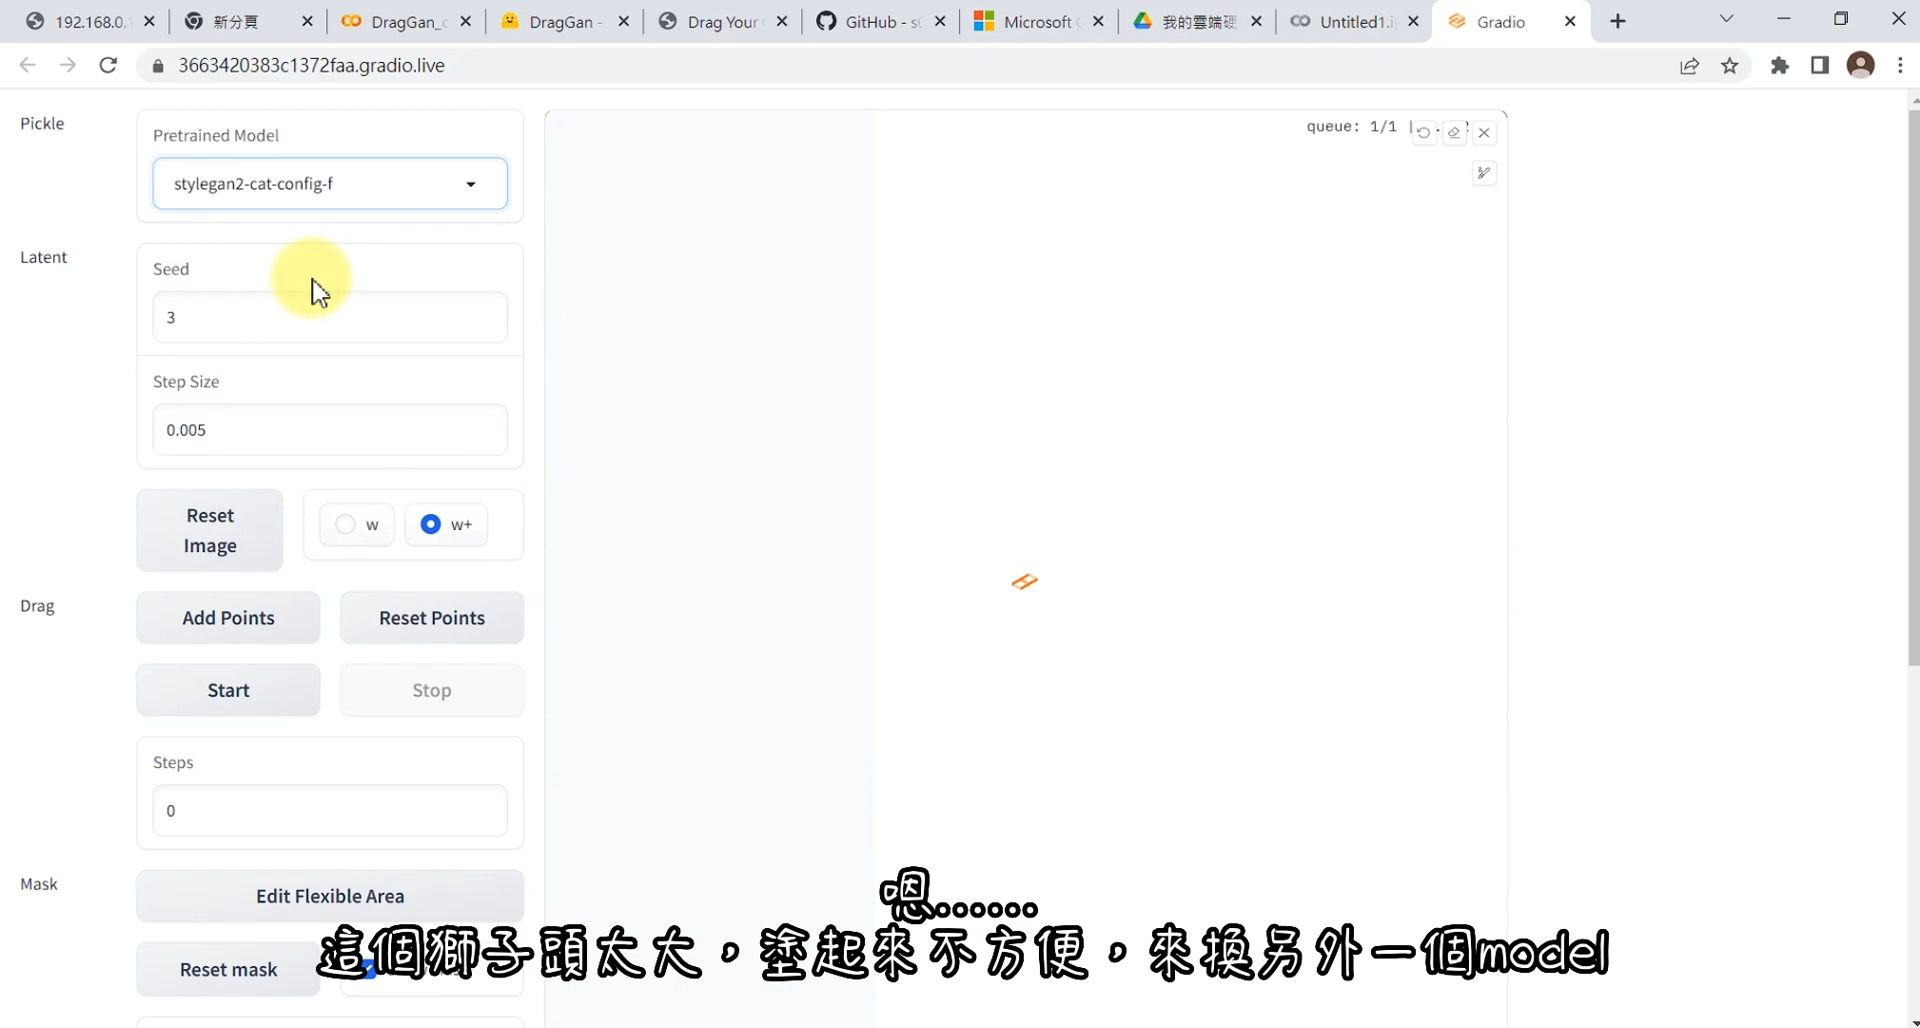 192.168.0.1
新分頁
DragGan_c
DragGan -
Drag Your
GitHub - s
Microsoft
我的雲端硬
Untitled1.i
Gradio
3663420383c1372faa.gradio.live
Pickle
Pretrained Model
stylegan2-cat-config-f
queue: 1/1 |
Latent
Seed
3
Step Size
0.005
Reset Image
w
w+
Drag
Add Points
Reset Points
Start
Stop
Steps
0
Mask
Edit Flexible Area
Reset mask
嗯......
這個獅子頭太大，塗起來不方便，來換另外一個model